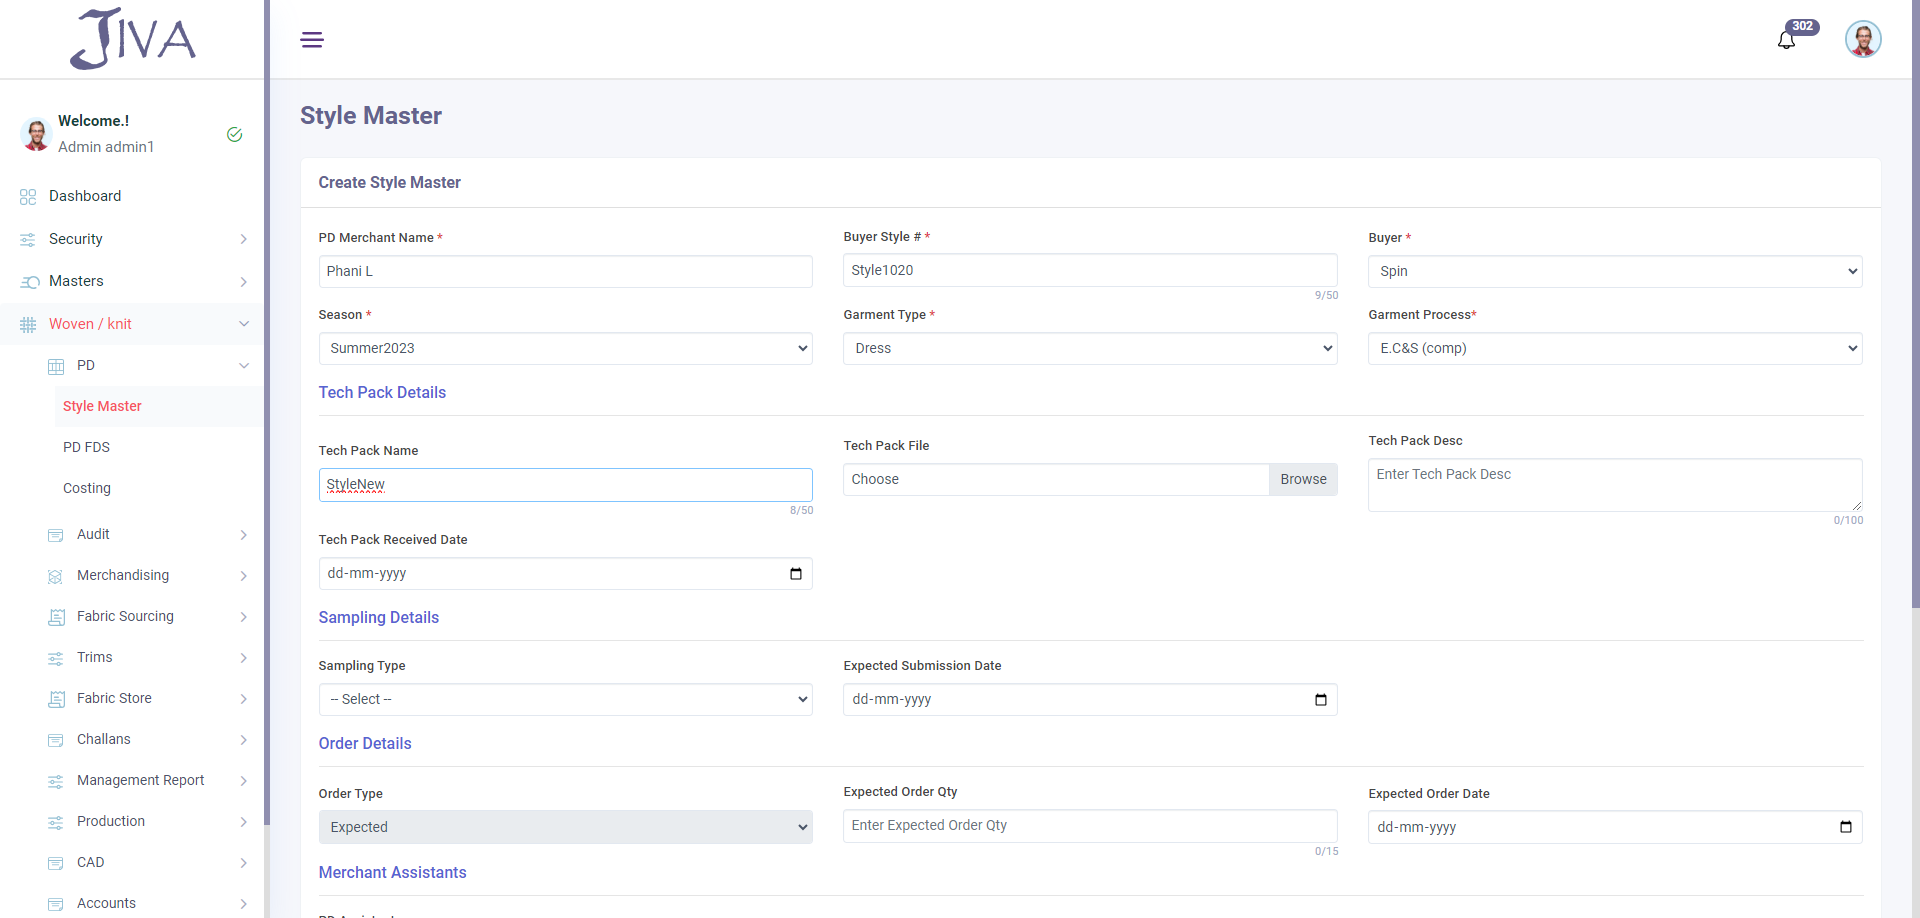 JIVA
302
Welcome.!
Admin admin1
Dashboard
Security
Masters
Woven / knit
PD
Style Master
PD FDS
Costing
Audit
Merchandising
Fabric Sourcing
Trims
Fabric Store
Challans
Management Report
Production
CAD
Accounts
Style Master
Create Style Master
PD Merchant Name *
Buyer Style # *
Buyer *
Phani L
Style1020
Spin
9/50
Season *
Garment Type *
Garment Process*
Summer2023
Dress
E.C&S (comp)
Tech Pack Details
Tech Pack Name
Tech Pack File
Tech Pack Desc
StyleNew
Choose
Browse
Enter Tech Pack Desc
8/50
0/100
Tech Pack Received Date
dd-mm-yyyy
Sampling Details
Sampling Type
Expected Submission Date
-- Select --
dd-mm-yyyy
Order Details
Order Type
Expected Order Qty
Expected Order Date
Expected
Enter Expected Order Qty
dd-mm-yyyy
0/15
Merchant Assistants